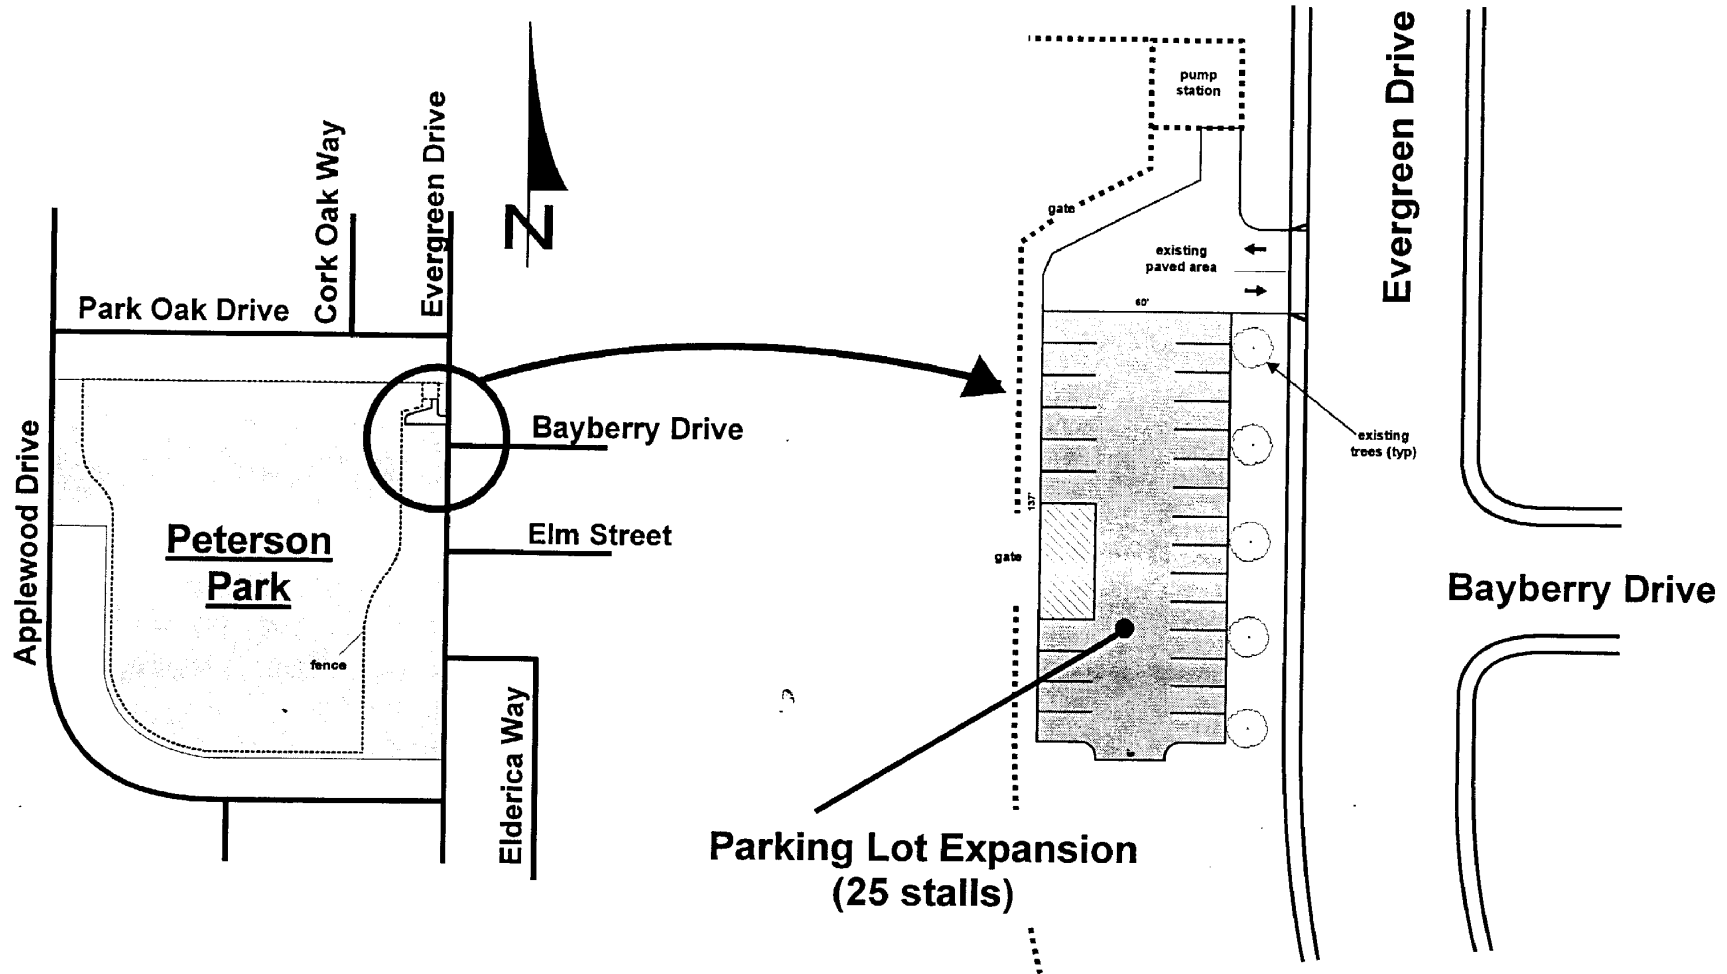 Cork Oak Way
Evergreen Drive
N
Park Oak Drive
Applewood Drive
Bayberry Drive
Elm Street
Peterson
Park
fence
Elderica Way
pump
station
gate
existing
paved area
60'
137'
gate
Evergreen Drive
existing
trees (typ)
Bayberry Drive
Parking Lot Expansion
(25 stalls)